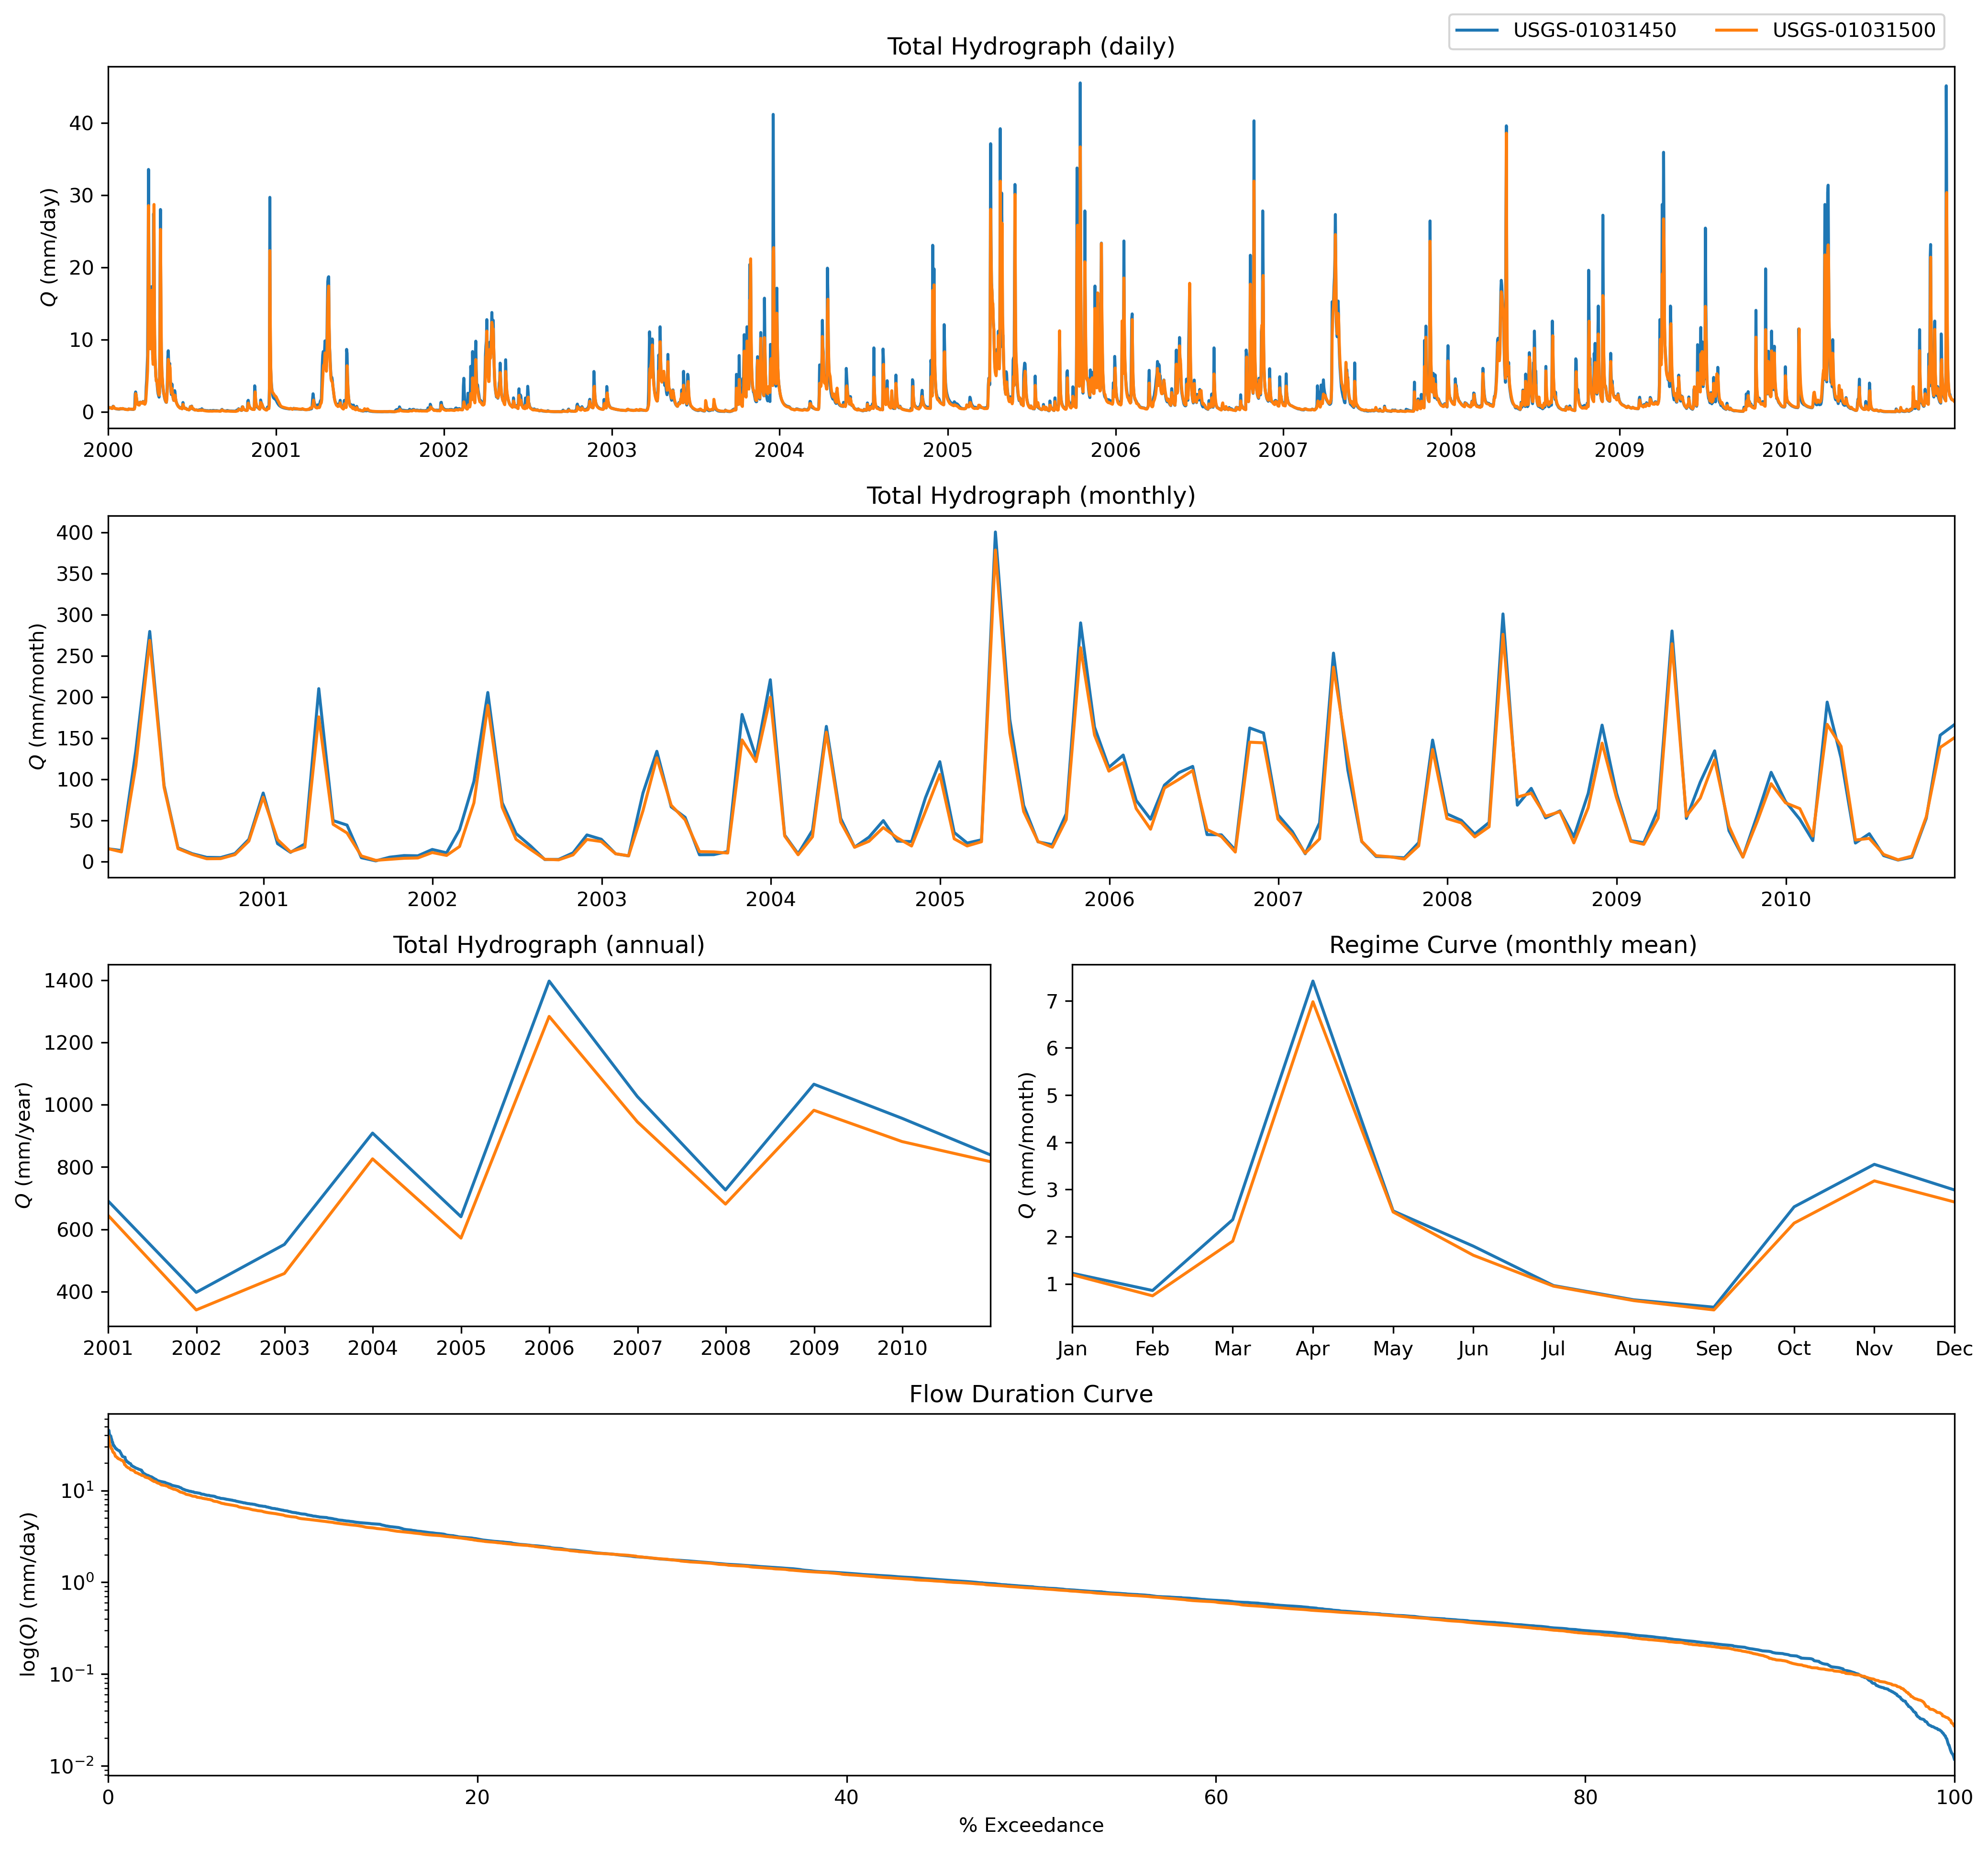 USGS-01031450 USGS-01031500
Total Hydrograph (daily)
Q (mm/day)
40
30
20
10
0
2000 2001 2002 2003 2004 2005 2006 2007 2008 2009 2010
Total Hydrograph (monthly)
Q (mm/month)
400
350
300
250
200
150
100
50
0
2001 2002 2003 2004 2005 2006 2007 2008 2009 2010
Total Hydrograph (annual)
Q (mm/year)
1400
1200
1000
800
600
400
2001 2002 2003 2004 2005 2006 2007 2008 2009 2010
Regime Curve (monthly mean)
Q (mm/month)
7
6
5
4
3
2
1
Jan Feb Mar Apr May Jun Jul Aug Sep Oct Nov Dec
Flow Duration Curve
log(Q) (mm/day)
10¹
10⁰
10⁻¹
10⁻²
0 20 40 60 80 100
% Exceedance